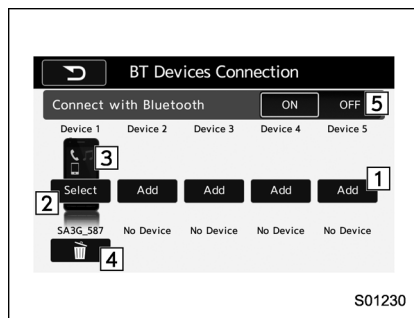 BT Devices Connection
Connect with Bluetooth ON OFF 5
Device 1 Device 2 Device 3 Device 4 Device 5
3
Select Add Add Add Add 1
2
SA3G_587 No Device No Device No Device No Device
4
S01230